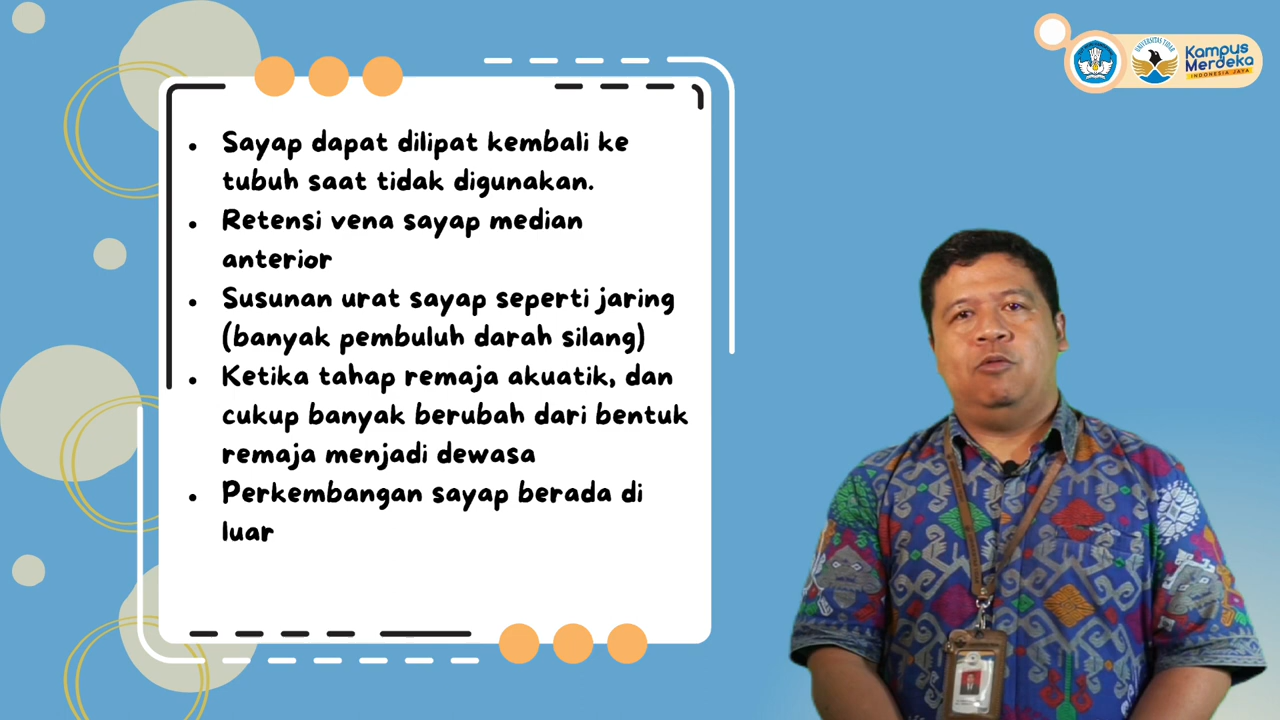 • Sayap dapat dilipat kembali ke
tubuh saat tidak digunakan.
• Retensi vena sayap median
anterior
• Susunan urat sayap seperti jaring
(banyak pembuluh darah silang)
• Ketika tahap remaja akuatik, dan
cukup banyak berubah dari bentuk
remaja menjadi dewasa
• Perkembangan sayap berada di
luar
UNIVERSITAS TIDAR
Kampus
Merdeka
INDONESIA JAYA